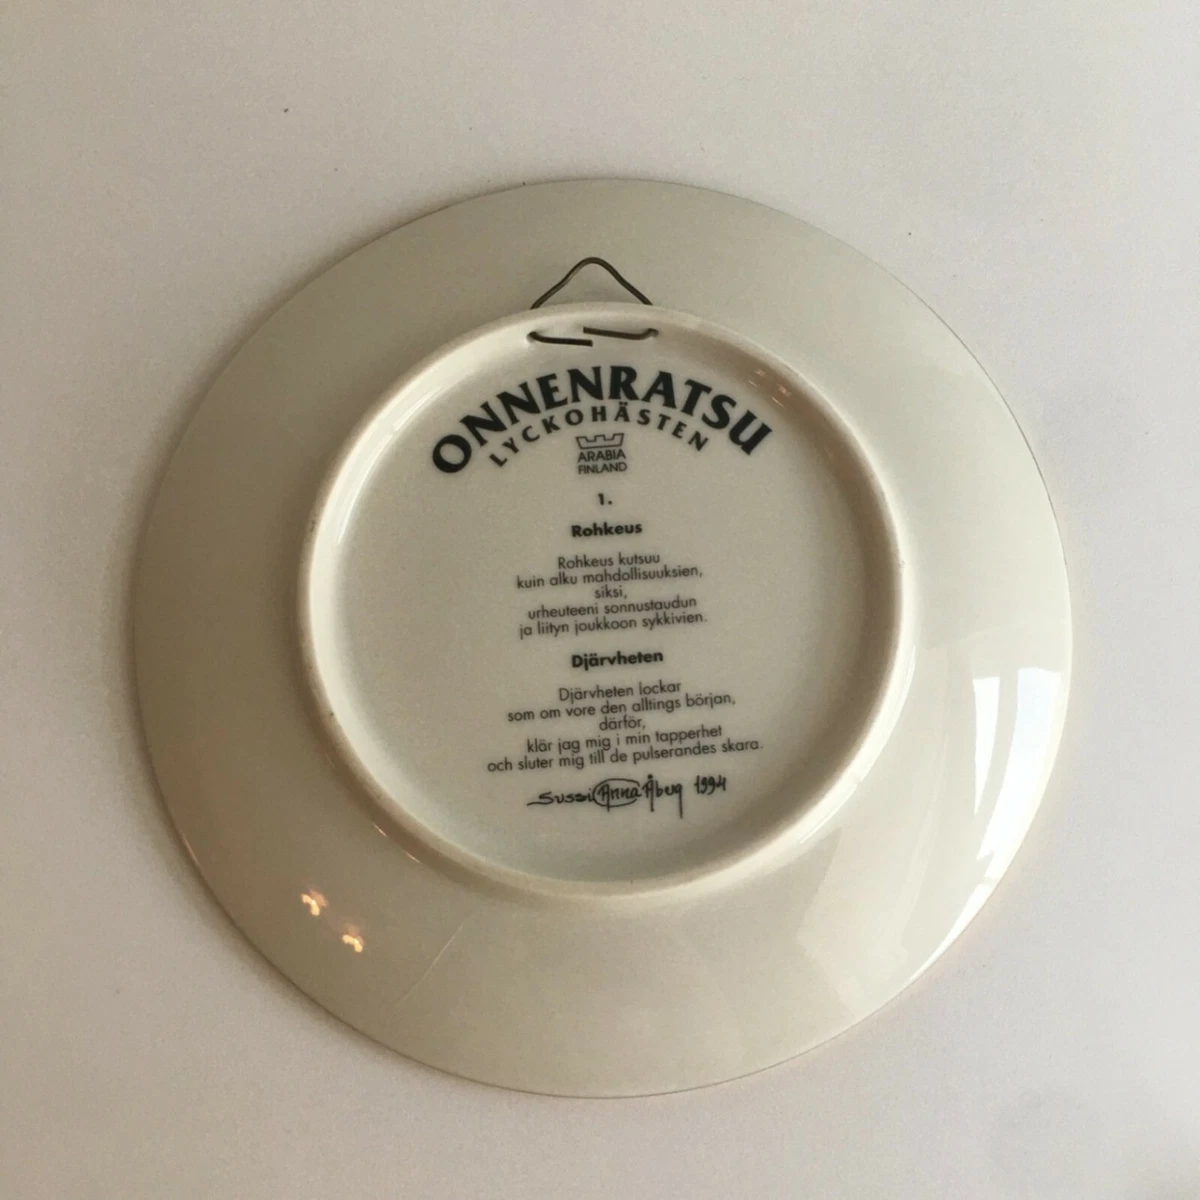 ONNENRATSU
LYCKOHÄSTEN
ARABIA
FINLAND
1.
Rohkeus
Rohkeus kutsuu
kuin alku mahdollisuuksien,
siksi,
urheuteeni sonnustaudun
ja liityn joukkoon sykkivien.
Djärvheten
Djärvheten lockar
som om vore den alltings början,
därför,
klär jag mig i min tapperhet
och sluter mig till de pulserandes skara.
Sussi Anna Åberg 1994